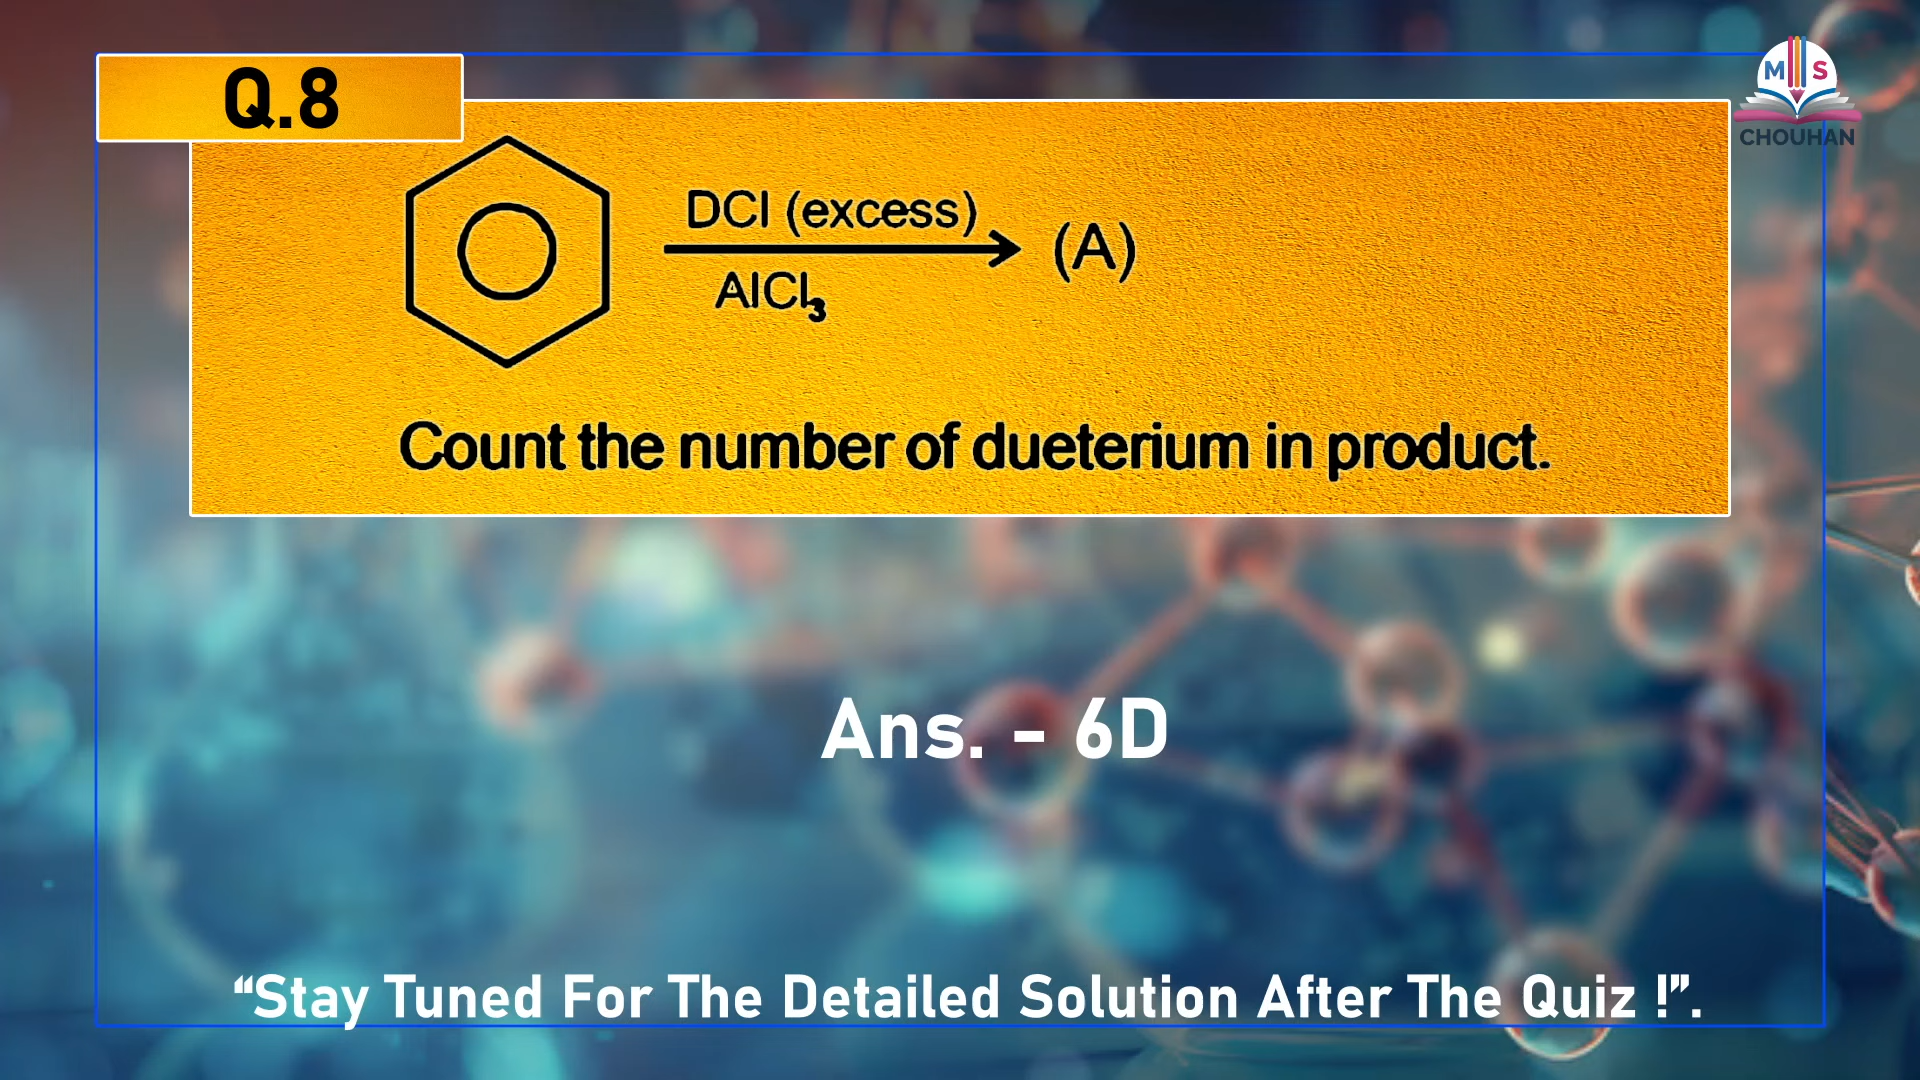 M S
CHOUHAN
Q.8
DCl (excess)
AlCl₃
(A)
Count the number of dueterium in product.
Ans. - 6D
“Stay Tuned For The Detailed Solution After The Quiz !”.